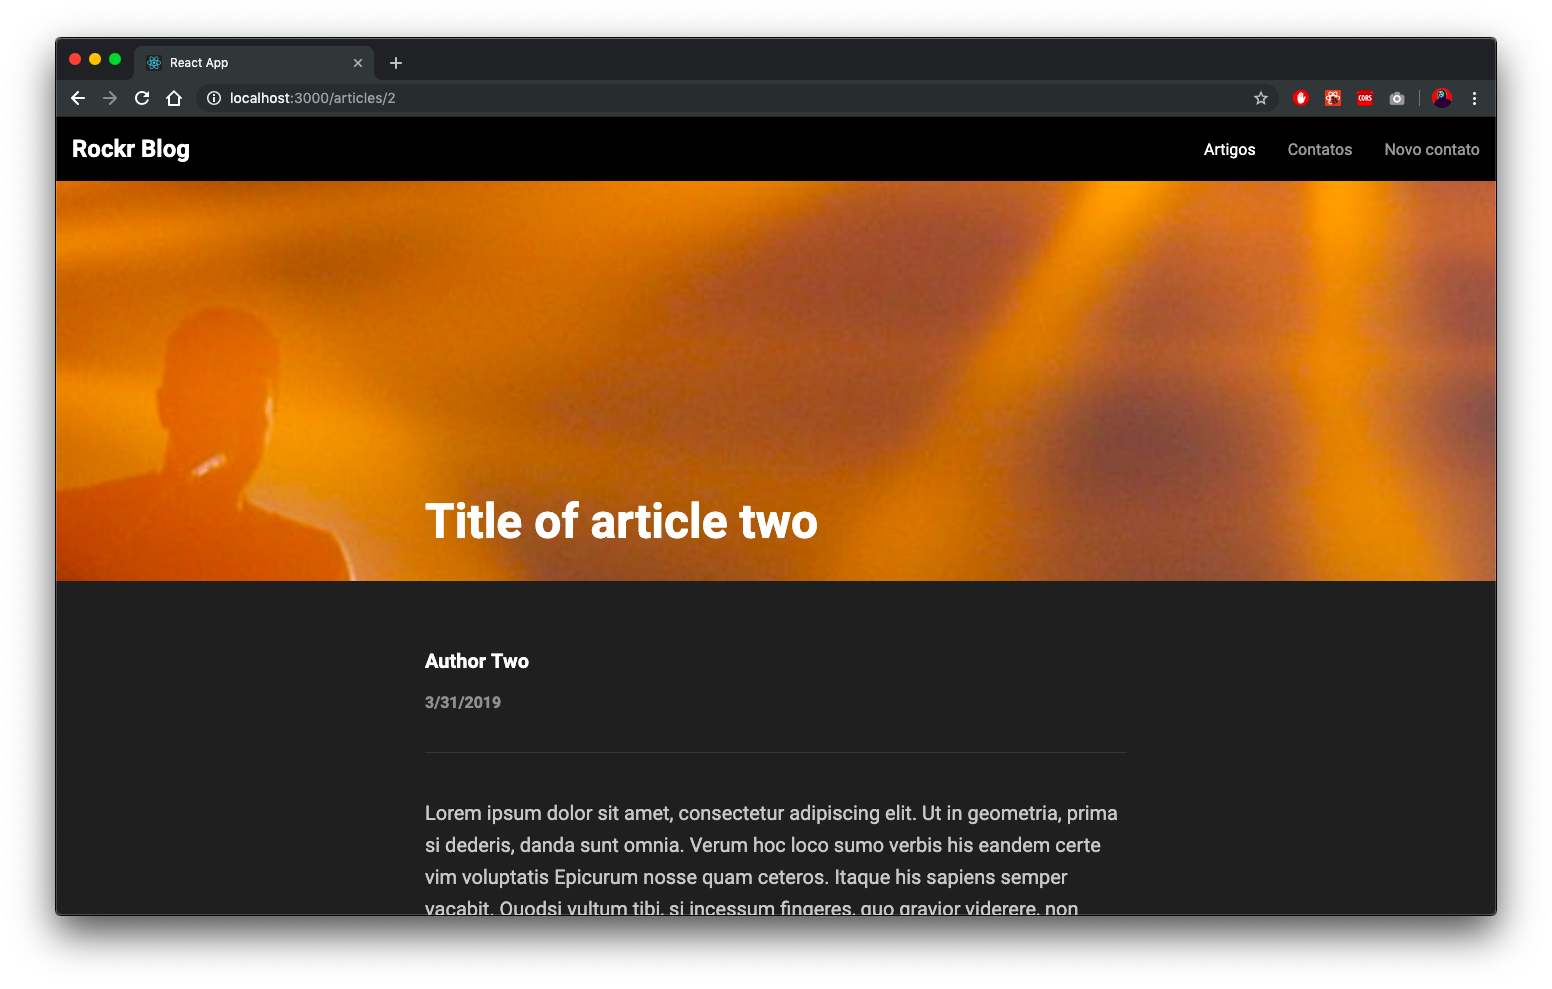 React App
localhost:3000/articles/2
CORS
Rockr Blog
Artigos Contatos Novo contato
Title of article two
Author Two
3/31/2019
Lorem ipsum dolor sit amet, consectetur adipiscing elit. Ut in geometria, prima
si dederis, danda sunt omnia. Verum hoc loco sumo verbis his eandem certe
vim voluptatis Epicurum nosse quam ceteros. Itaque his sapiens semper
vacabit. Quodsi vultum tibi, si incessum fingeres, quo gravior viderere, non